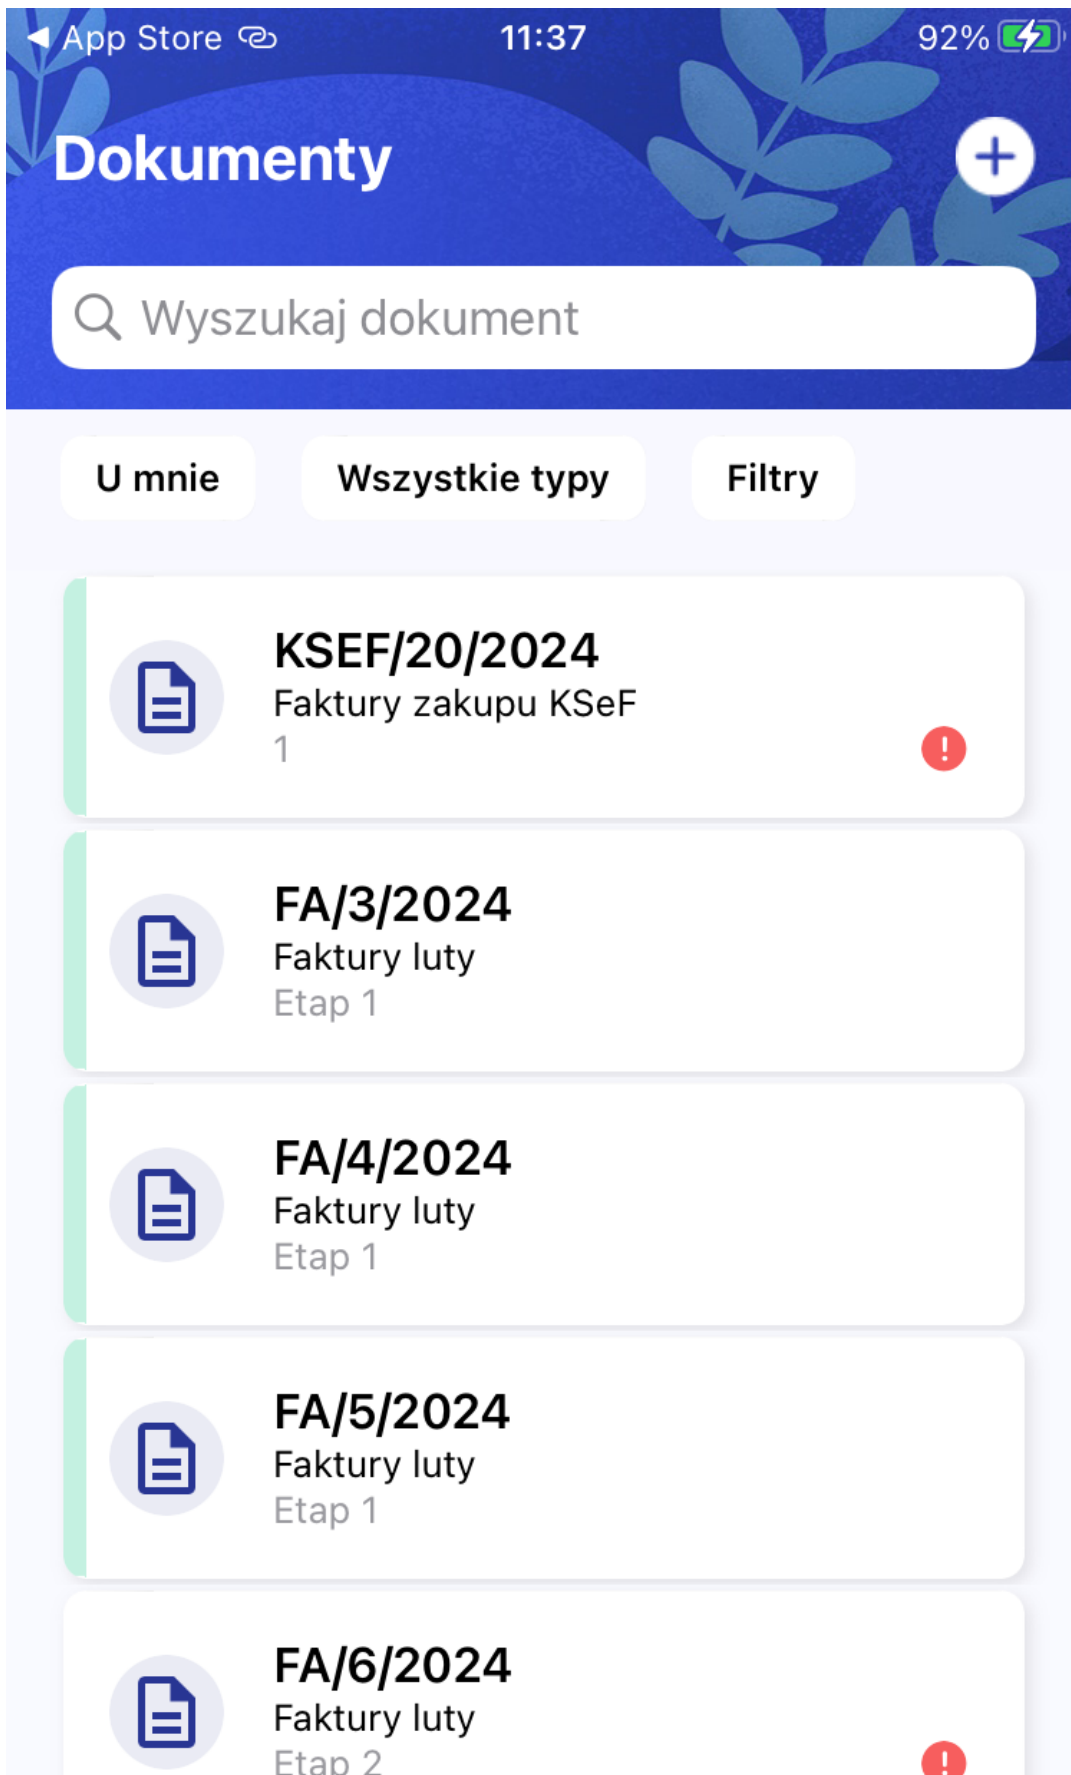 App Store
11:37
92%
Dokumenty
Wyszukaj dokument
U mnie
Wszystkie typy
Filtry
KSEF/20/2024
Faktury zakupu KSeF
1
FA/3/2024
Faktury luty
Etap 1
FA/4/2024
Faktury luty
Etap 1
FA/5/2024
Faktury luty
Etap 1
FA/6/2024
Faktury luty
Etap 2